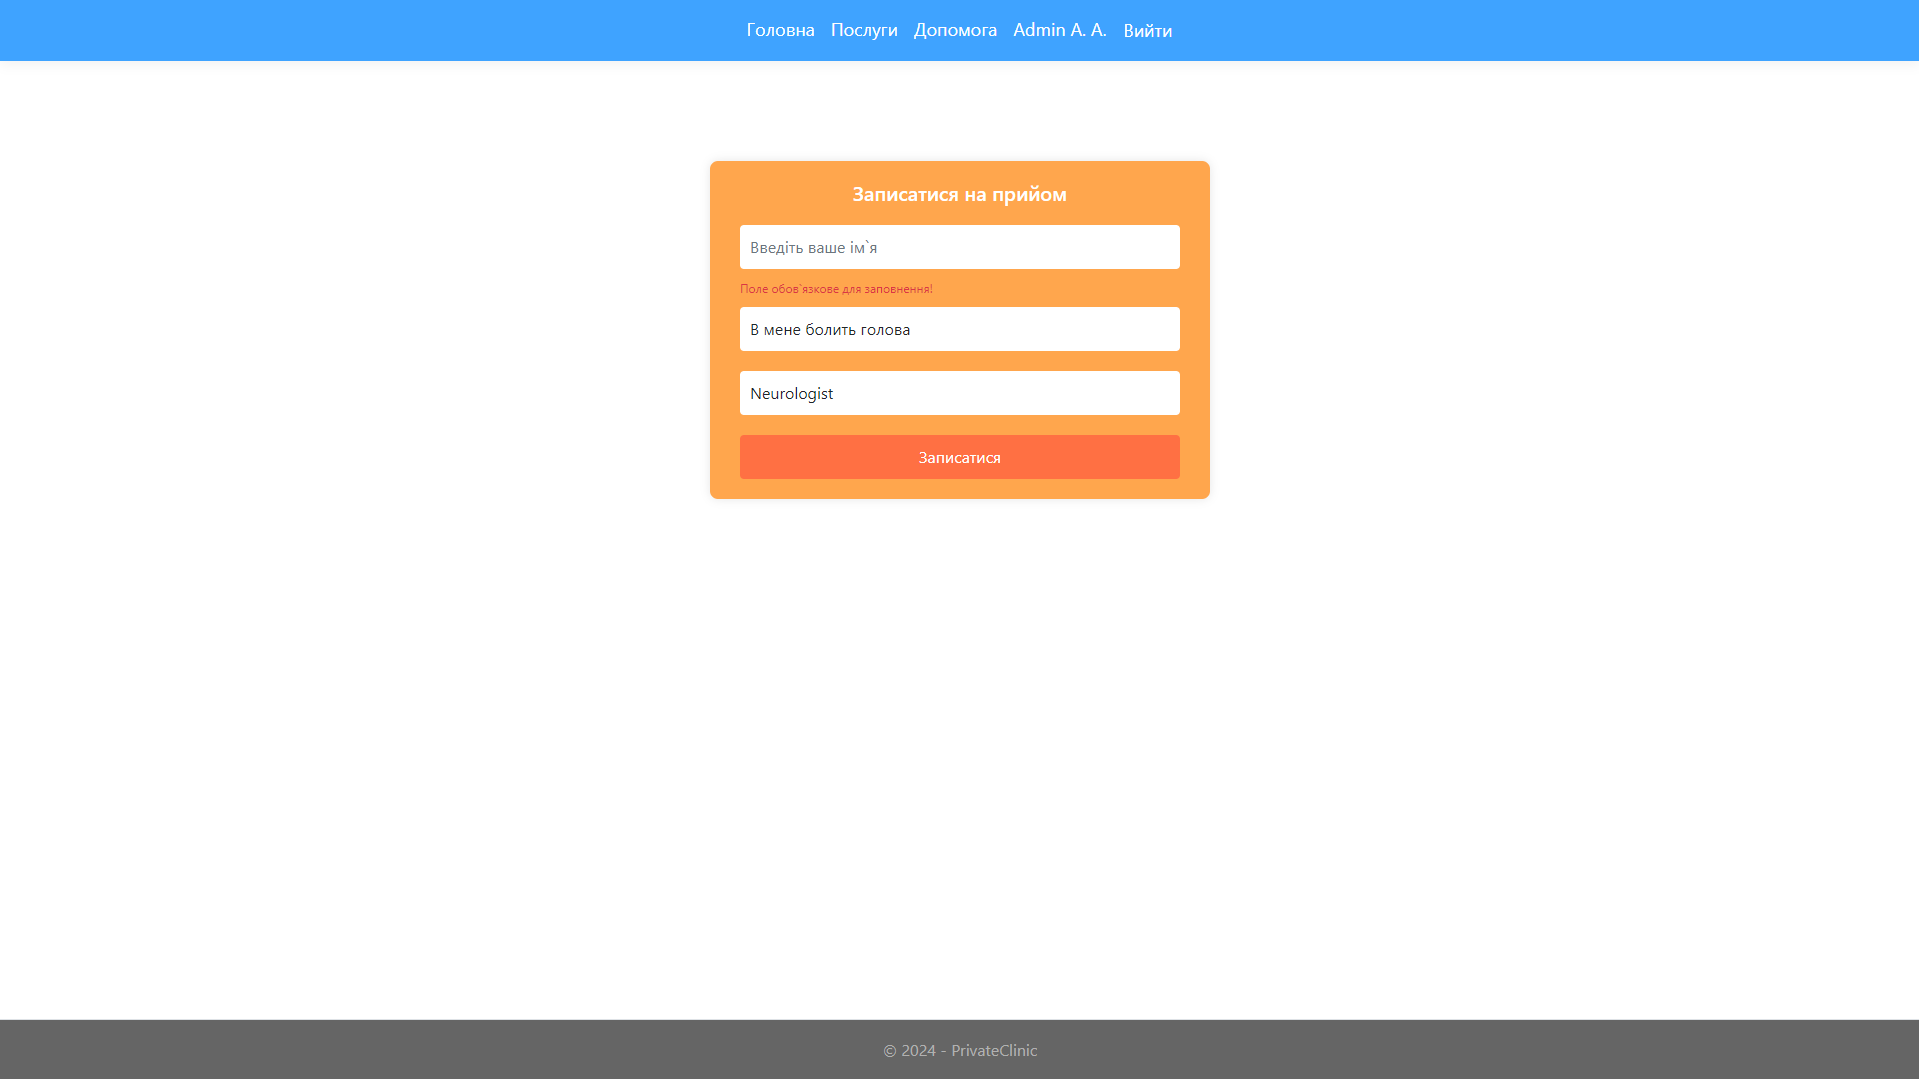 Головна Послуги Допомога Admin A. A. Вийти
Записатися на прийом
Введіть ваше ім`я
Поле обов`язкове для заповнення!
В мене болить голова
Neurologist
Записатися
© 2024 - PrivateClinic